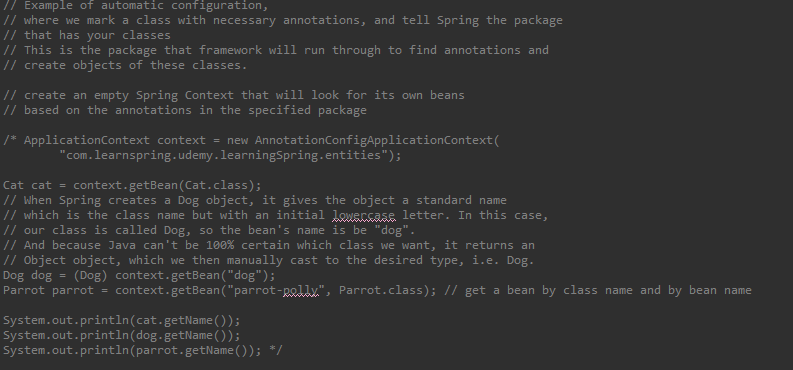 // Example of automatic configuration,
// where we mark a class with necessary annotations, and tell Spring the package
// that has your classes
// This is the package that framework will run through to find annotations and
// create objects of these classes.
// create an empty Spring Context that will look for its own beans
// based on the annotations in the specified package
/* ApplicationContext context = new AnnotationConfigApplicationContext(
"com.learnspring.udemy.learningSpring.entities");
Cat cat = context.getBean(Cat.class);
// When Spring creates a Dog object, it gives the object a standard name
// which is the class name but with an initial lowercase letter. In this case,
// our class is called Dog, so the bean's name is be "dog".
// And because Java can't be 100% certain which class we want, it returns an
// Object object, which we then manually cast to the desired type, i.e. Dog.
Dog dog = (Dog) context.getBean("dog");
Parrot parrot = context.getBean("parrot-polly", Parrot.class); // get a bean by class name and by bean name
System.out.println(cat.getName());
System.out.println(dog.getName());
System.out.println(parrot.getName()); */